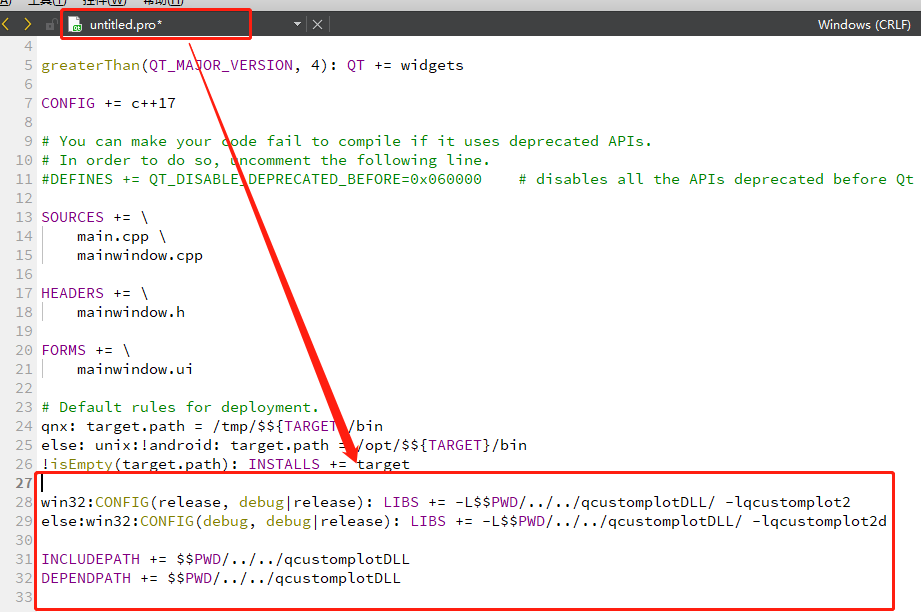 untitled.pro*
Windows (CRLF)
4
5 greaterThan(QT_MAJOR_VERSION, 4): QT += widgets
6
7 CONFIG += c++17
8
9 # You can make your code fail to compile if it uses deprecated APIs.
10 # In order to do so, uncomment the following line.
11 #DEFINES += QT_DISABLE_DEPRECATED_BEFORE=0x060000    # disables all the APIs deprecated before Qt
12
13 SOURCES += \
14     main.cpp \
15     mainwindow.cpp
16
17 HEADERS += \
18     mainwindow.h
19
20 FORMS += \
21     mainwindow.ui
22
23 # Default rules for deployment.
24 qnx: target.path = /tmp/$${TARGET}/bin
25 else: unix:!android: target.path = /opt/$${TARGET}/bin
26 !isEmpty(target.path): INSTALLS += target
27
28 win32:CONFIG(release, debug|release): LIBS += -L$$PWD/../../qcustomplotDLL/ -lqcustomplot2
29 else:win32:CONFIG(debug, debug|release): LIBS += -L$$PWD/../../qcustomplotDLL/ -lqcustomplot2d
30
31 INCLUDEPATH += $$PWD/../../qcustomplotDLL
32 DEPENDPATH += $$PWD/../../qcustomplotDLL
33